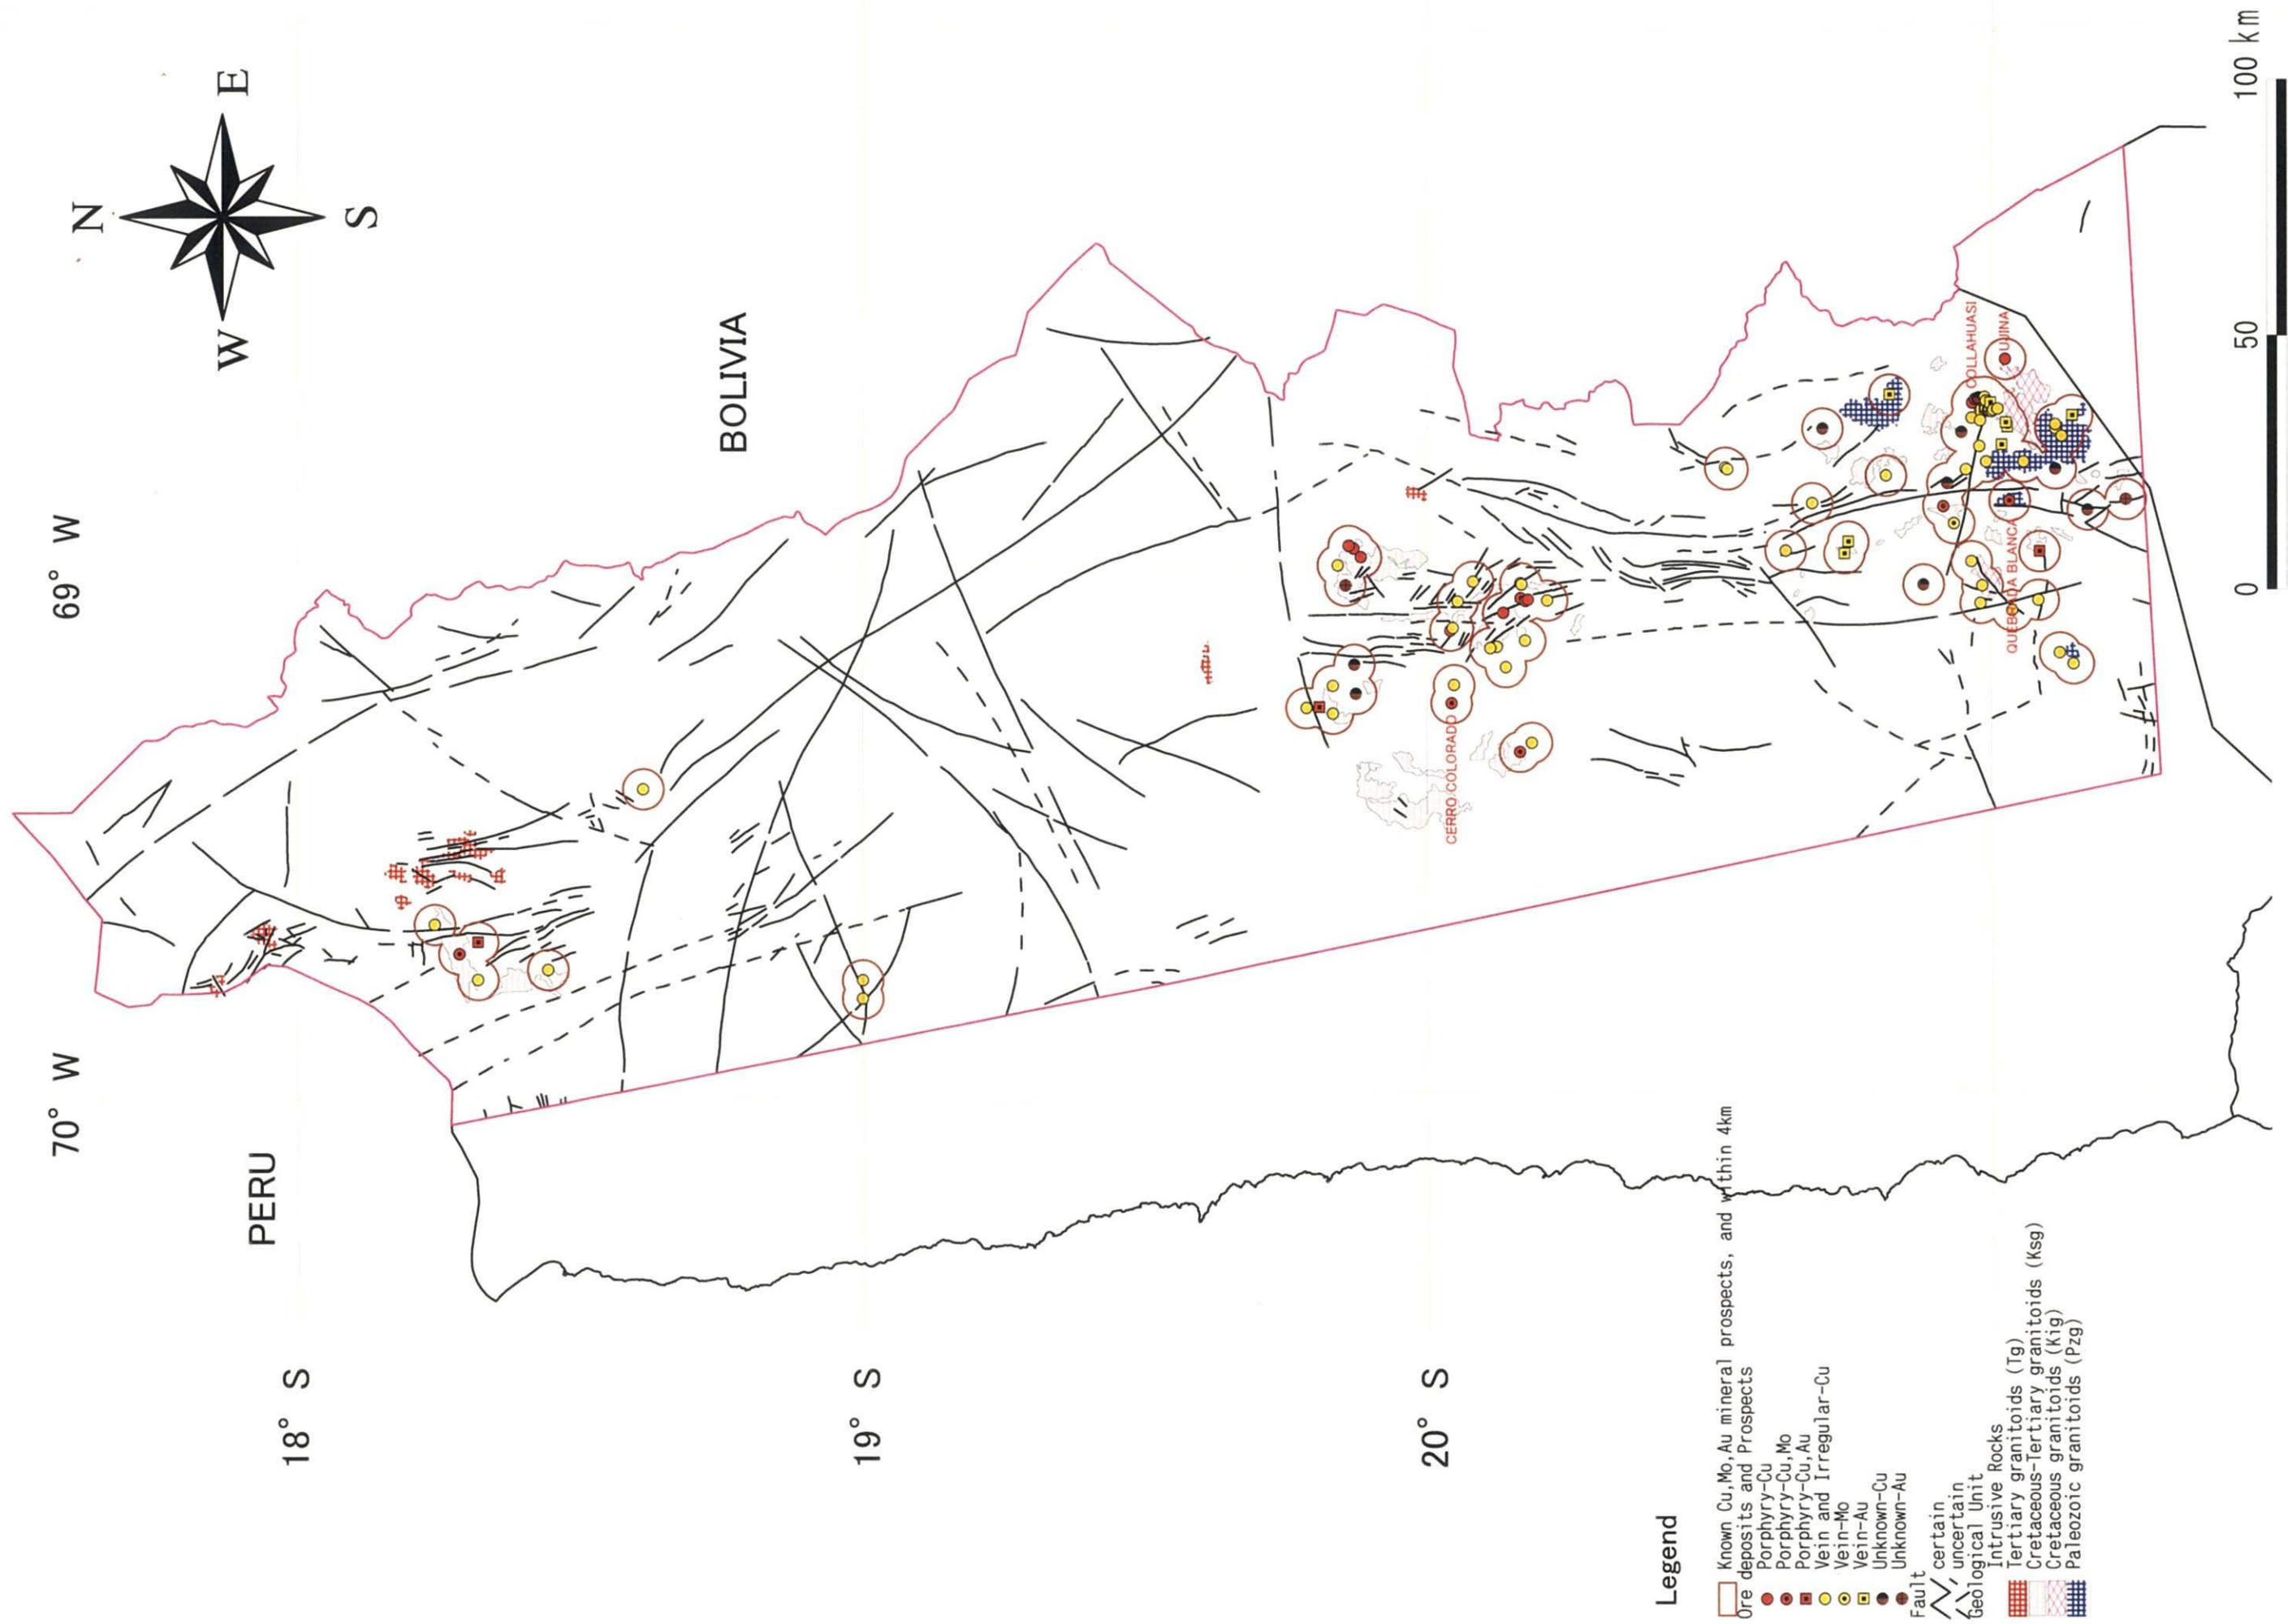 N
W
E
S
69° W
70° W
PERU
BOLIVIA
18° S
19° S
20° S
CERRO COLORADO
COLLAHUASI
UJINA
QUEBRADA BLANCA
0
50
100 km
Legend
Known Cu,Mo,Au mineral prospects, and within 4km
Ore deposits and Prospects
Porphyry-Cu
Porphyry-Cu,Mo
Porphyry-Cu,Au
Vein and Irregular-Cu
Vein-Mo
Vein-Au
Unknown-Cu
Unknown-Au
Fault
certain
uncertain
Geological Unit
Intrusive Rocks
Tertiary granitoids (Tg)
Cretaceous-Tertiary granitoids (Ksg)
Cretaceous granitoids (Kig)
Paleozoic granitoids (Pzg)